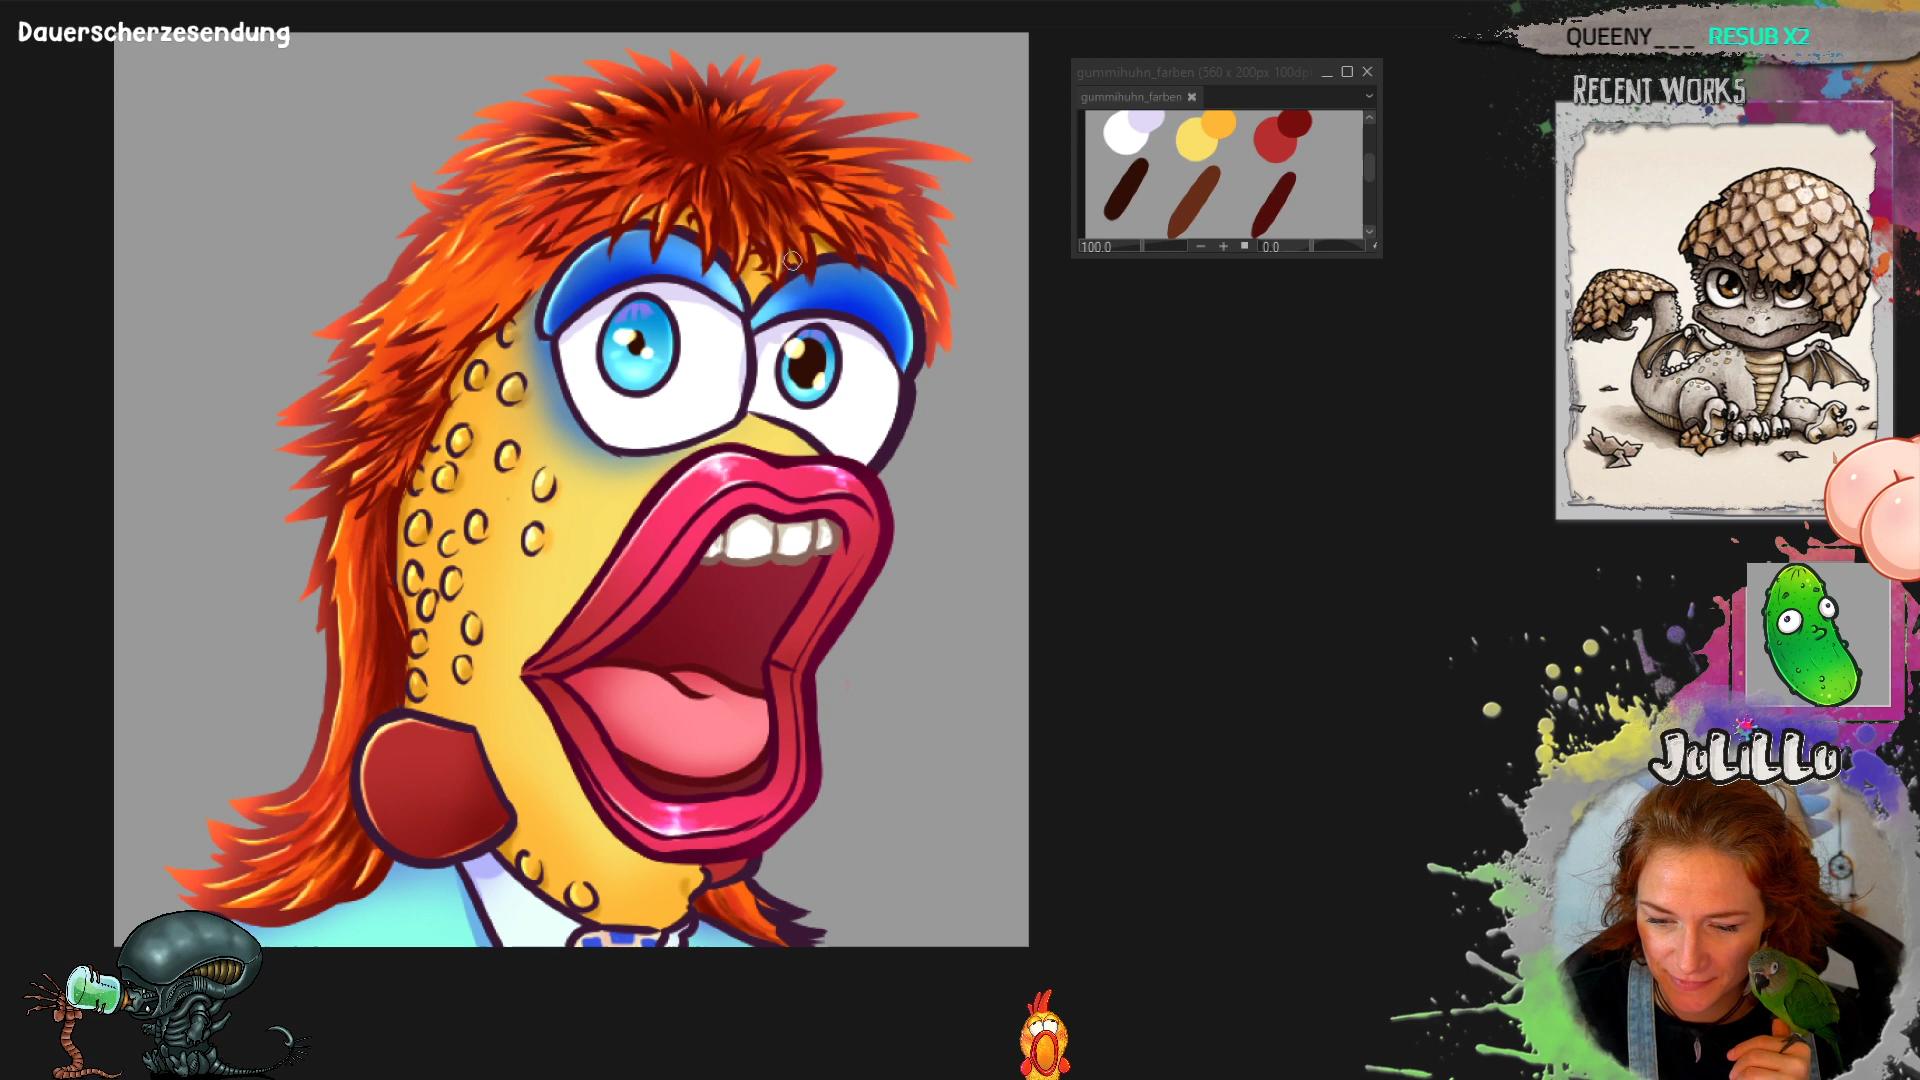 Dauerscherzesendung
QUEENY___ RESUB X2
RECENT WORKS
gummihuhn_farben (560 x 200px 100dpi
gummihuhn_farben
100.0
0.0
JULILLU